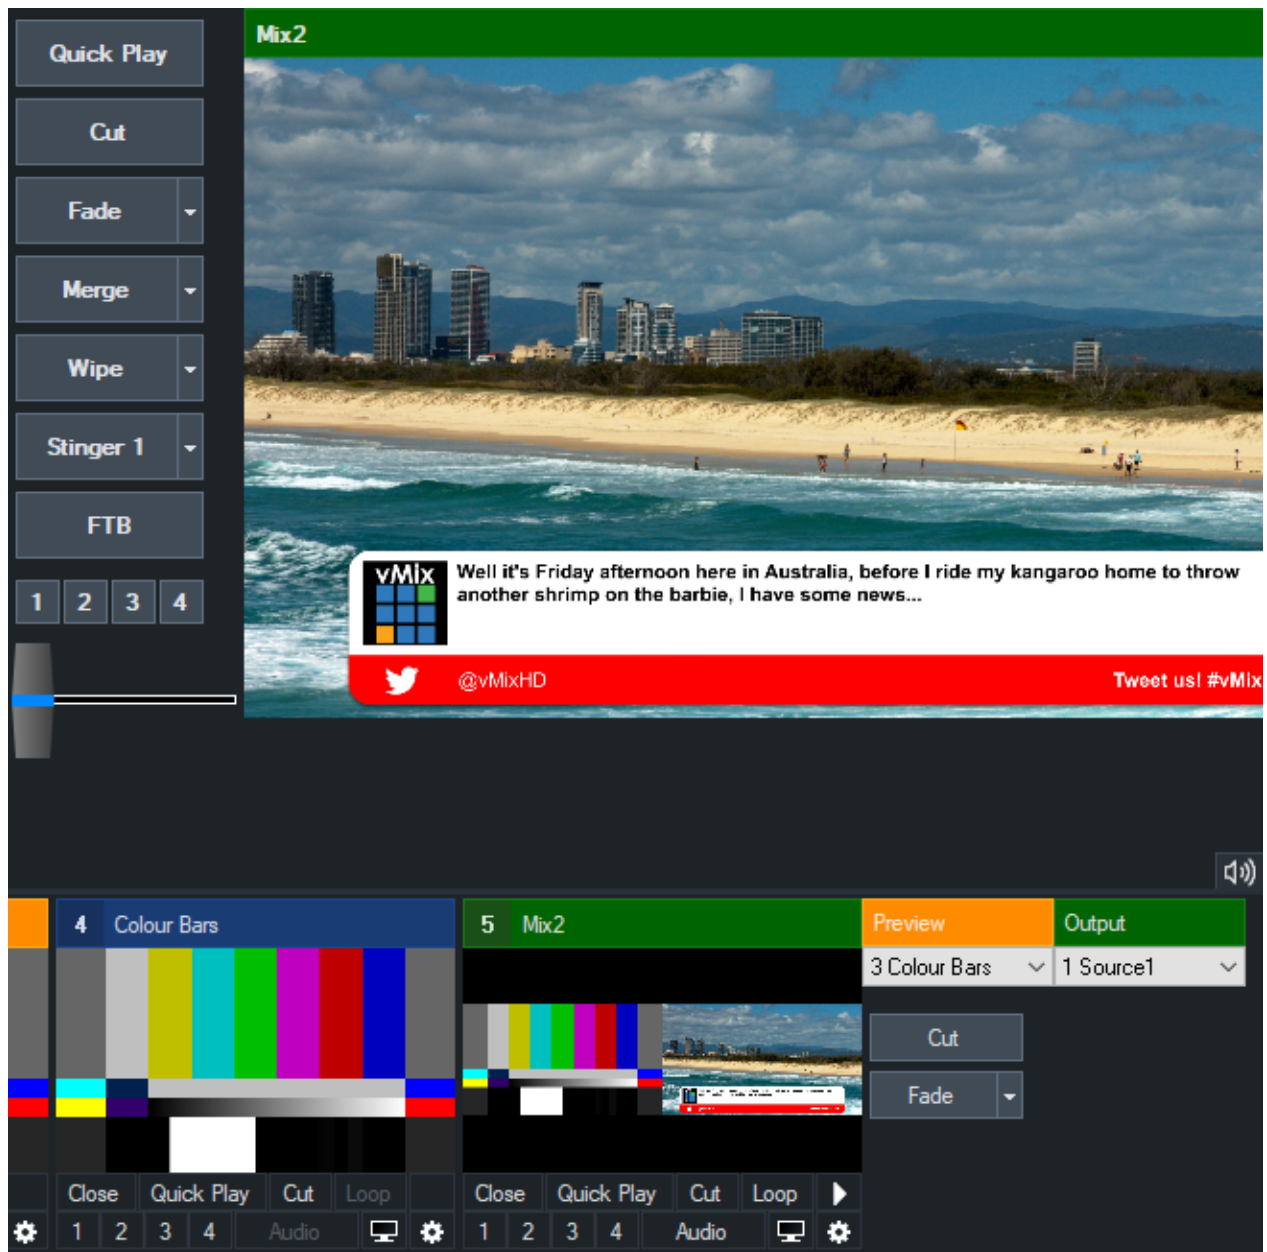 Quick Play
Mix2
Cut
Fade
Merge
Wipe
Stinger 1
FTB
1 2 3 4
vMix
Well it's Friday afternoon here in Australia, before I ride my kangaroo home to throw
another shrimp on the barbie, I have some news...
@vMixHD
Tweet us! #vMix
4 Colour Bars
5 Mix2
Preview
Output
3 Colour Bars
1 Source1
Cut
Fade
Close Quick Play Cut Loop
Close Quick Play Cut Loop
1 2 3 4 Audio
1 2 3 4 Audio